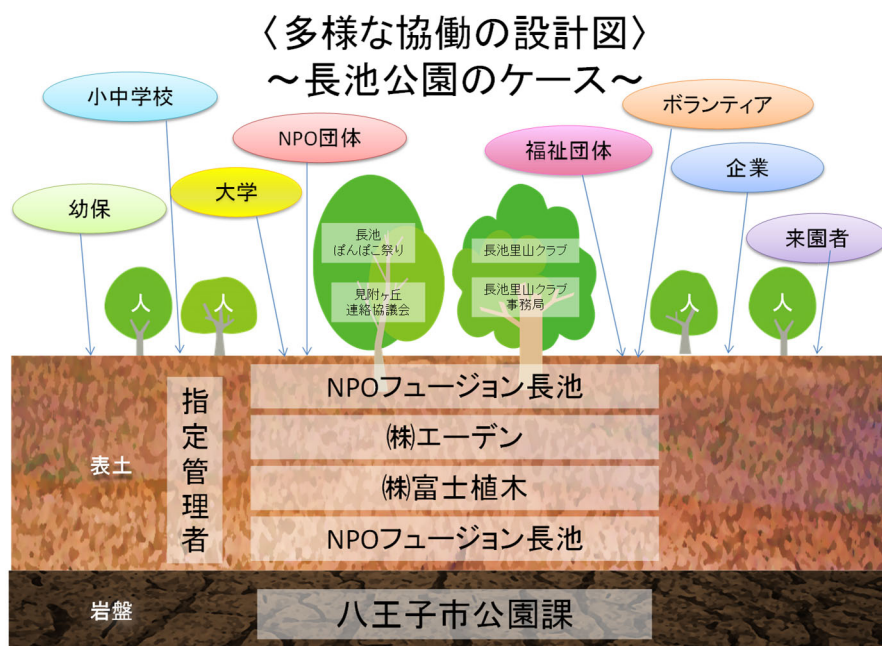 〈多様な協働の設計図〉
～長池公園のケース～
小中学校
ボランティア
NPO団体
福祉団体
企業
大学
幼保
来園者
長池
ぽんぽこ祭り
長池里山クラブ
見附ヶ丘
連絡協議会
長池里山クラブ
事務局
人
人
人
人
表土
指定管理者
NPOフュージョン長池
㈱エーデン
㈱富士植木
NPOフュージョン長池
岩盤
八王子市公園課